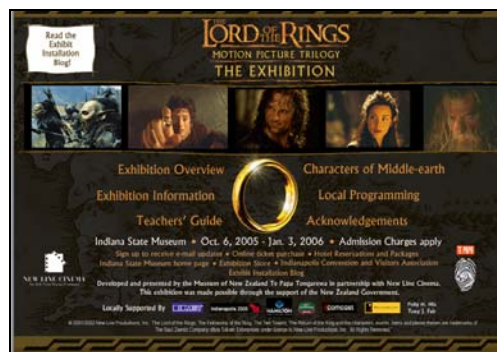 Read the
Exhibit
Installation
Blog!
THE
LORD OF THE RINGS
MOTION PICTURE TRILOGY
THE EXHIBITION
Exhibition Overview
Characters of Middle-earth
Exhibition Information
Local Programming
Teachers' Guide
Acknowledgements
Indiana State Museum • Oct. 6, 2005 - Jan. 3, 2006 • Admission Charges apply
Sign up to receive e-mail updates • Online ticket purchase • Hotel Reservations and Packages
Indiana State Museum home page • Exhibition Store • Indianapolis Convention and Visitors Association
Exhibit Installation Blog
Developed and presented by the Museum of New Zealand Te Papa Tongarewa in partnership with New Line Cinema.
This exhibition was made possible through the support of the New Zealand Government.
NEW LINE CINEMA
Locally Supported By
comcast